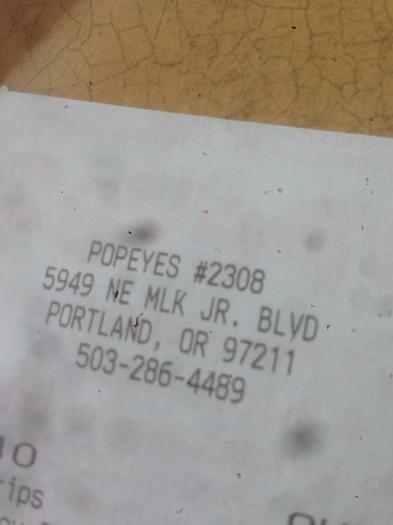 POPEYES #2308
5949 NE MLK JR. BLVD
PORTLAND, OR 97211
503-286-4489